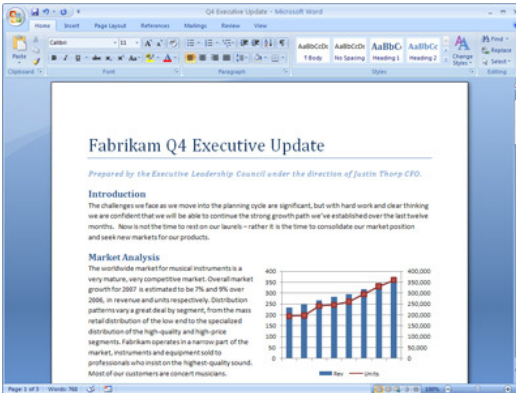 Q4 Executive Update - Microsoft Word
Home Insert Page Layout References Mailings Review View
Calibri 11
Paste
AaBbCcDc AaBbCcDc AaBbC AaBbCc
¶ Body No Spacing Heading 1 Heading 2
Change Styles
Find
Replace
Select
Clipboard Font Paragraph Styles Editing
Fabrikam Q4 Executive Update
Prepared by the Executive Leadership Council under the direction of Justin Thorp CFO.
Introduction
The challenges we face as we move into the planning cycle are significant, but with hard work and clear thinking
we are confident that we will be able to continue the strong growth path we've established over the last twelve
months. Now is not the time to rest on our laurels – rather it is the time to consolidate our market position
and seek new markets for our products.
Market Analysis
The worldwide market for musical instruments is a
very mature, very competitive market. Overall market
growth for 2007 is estimated to be 7% and 9% over
2006, in revenue and units respectively. Distribution
patterns vary a great deal by segment, from the mass
retail distribution of the low end to the specialized
distribution of the high-quality and high-price
segments. Fabrikam operates in a narrow part of the
market, instruments and equipment sold to
professionals who insist on the highest-quality sound.
Most of our customers are concert musicians.
400 400,000
350 350,000
300 300,000
250 250,000
200 200,000
150 150,000
100 100,000
50 50,000
0 0
Rev Units
Page: 1 of 3 Words: 768 100%